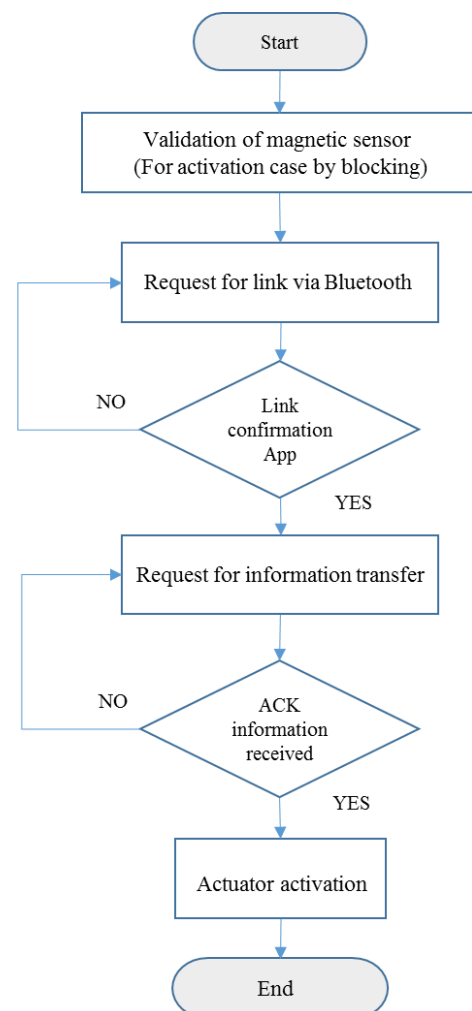 Start
Validation of magnetic sensor
(For activation case by blocking)
Request for link via Bluetooth
NO
Link
confirmation
App
YES
Request for information transfer
NO
ACK
information
received
YES
Actuator activation
End